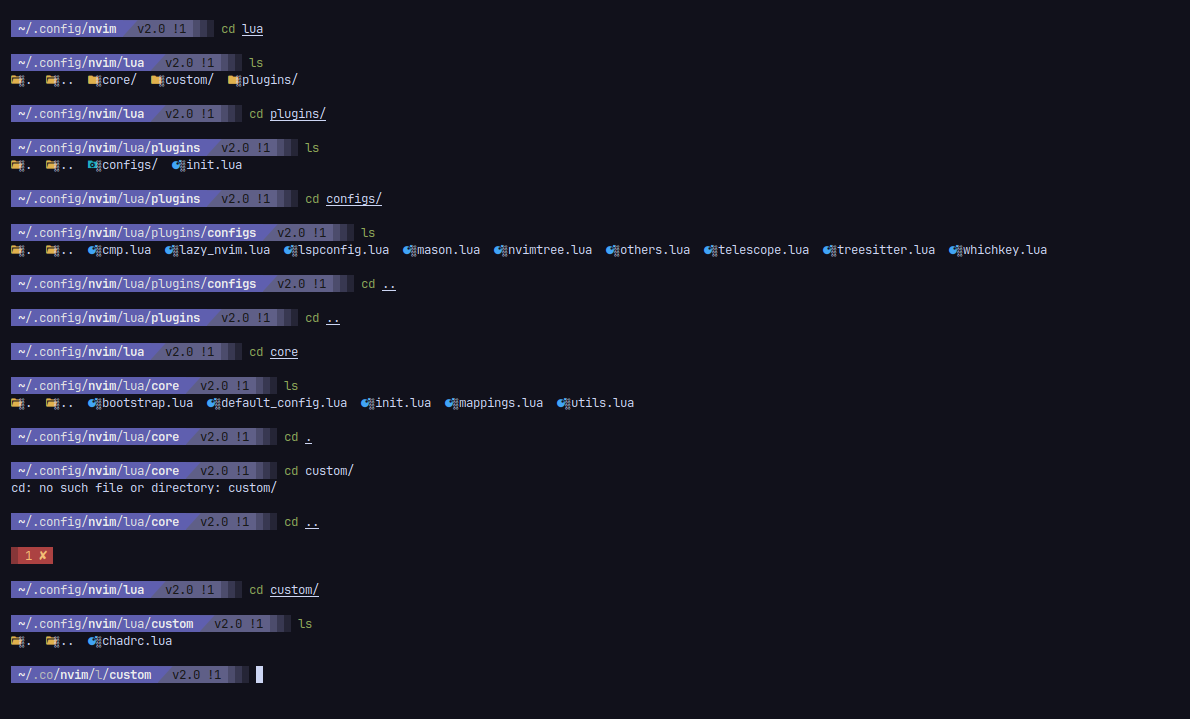 ~/.config/nvim v2.0 !1 cd lua
~/.config/nvim/lua v2.0 !1 ls
. .. core/ custom/ plugins/
~/.config/nvim/lua v2.0 !1 cd plugins/
~/.config/nvim/lua/plugins v2.0 !1 ls
. .. configs/ init.lua
~/.config/nvim/lua/plugins v2.0 !1 cd configs/
~/.config/nvim/lua/plugins/configs v2.0 !1 ls
. .. cmp.lua lazy_nvim.lua lspconfig.lua mason.lua nvimtree.lua others.lua telescope.lua treesitter.lua whichkey.lua
~/.config/nvim/lua/plugins/configs v2.0 !1 cd ..
~/.config/nvim/lua/plugins v2.0 !1 cd ..
~/.config/nvim/lua v2.0 !1 cd core
~/.config/nvim/lua/core v2.0 !1 ls
. .. bootstrap.lua default_config.lua init.lua mappings.lua utils.lua
~/.config/nvim/lua/core v2.0 !1 cd .
~/.config/nvim/lua/core v2.0 !1 cd custom/
cd: no such file or directory: custom/
~/.config/nvim/lua/core v2.0 !1 cd ..
1 ✘
~/.config/nvim/lua v2.0 !1 cd custom/
~/.config/nvim/lua/custom v2.0 !1 ls
. .. chadrc.lua
~/.co/nvim/l/custom v2.0 !1